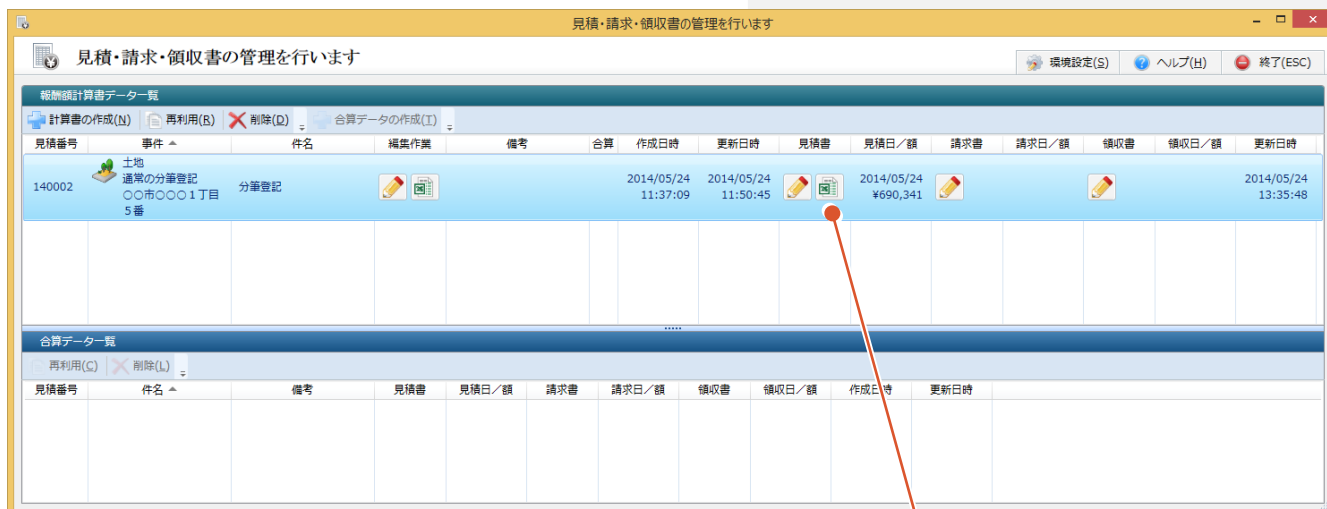 見積・請求・領収書の管理を行います
見積・請求・領収書の管理を行います
環境設定(S) ヘルプ(H) 終了(ESC)
報酬額計算書データ一覧
計算書の作成(N) 再利用(R) 削除(D) 合算データの作成(T)
見積番号 事件 件名 編集作業 備考 合算 作成日時 更新日時 見積書 見積日/額 請求書 請求日/額 領収書 領収日/額 更新日時
土地
140002 通常の分筆登記 分筆登記 2014/05/24 2014/05/24 2014/05/24 2014/05/24
○○市○○○1丁目 11:37:09 11:50:45 ¥690,341 13:35:48
5番
合算データ一覧
再利用(C) 削除(L)
見積番号 件名 備考 見積書 見積日/額 請求書 請求日/額 領収書 領収日/額 作成日時 更新日時